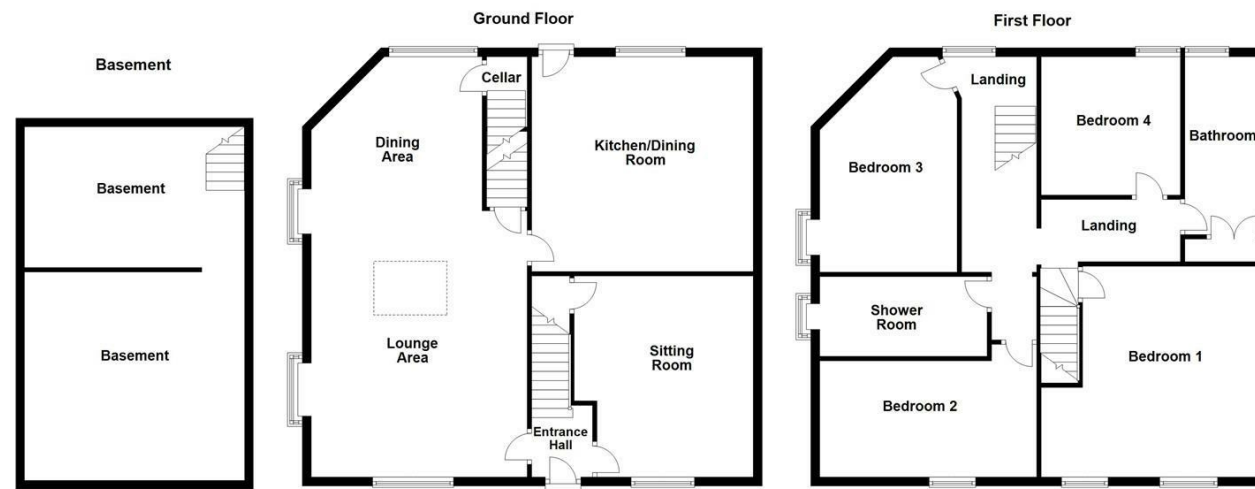 Basement
Basement
Basement
Ground Floor
Cellar
Dining
Area
Kitchen/Dining
Room
Lounge
Area
Sitting
Room
Entrance
Hall
First Floor
Landing
Bedroom 4
Bathroom
Bedroom 3
Landing
Shower
Room
Bedroom 1
Bedroom 2